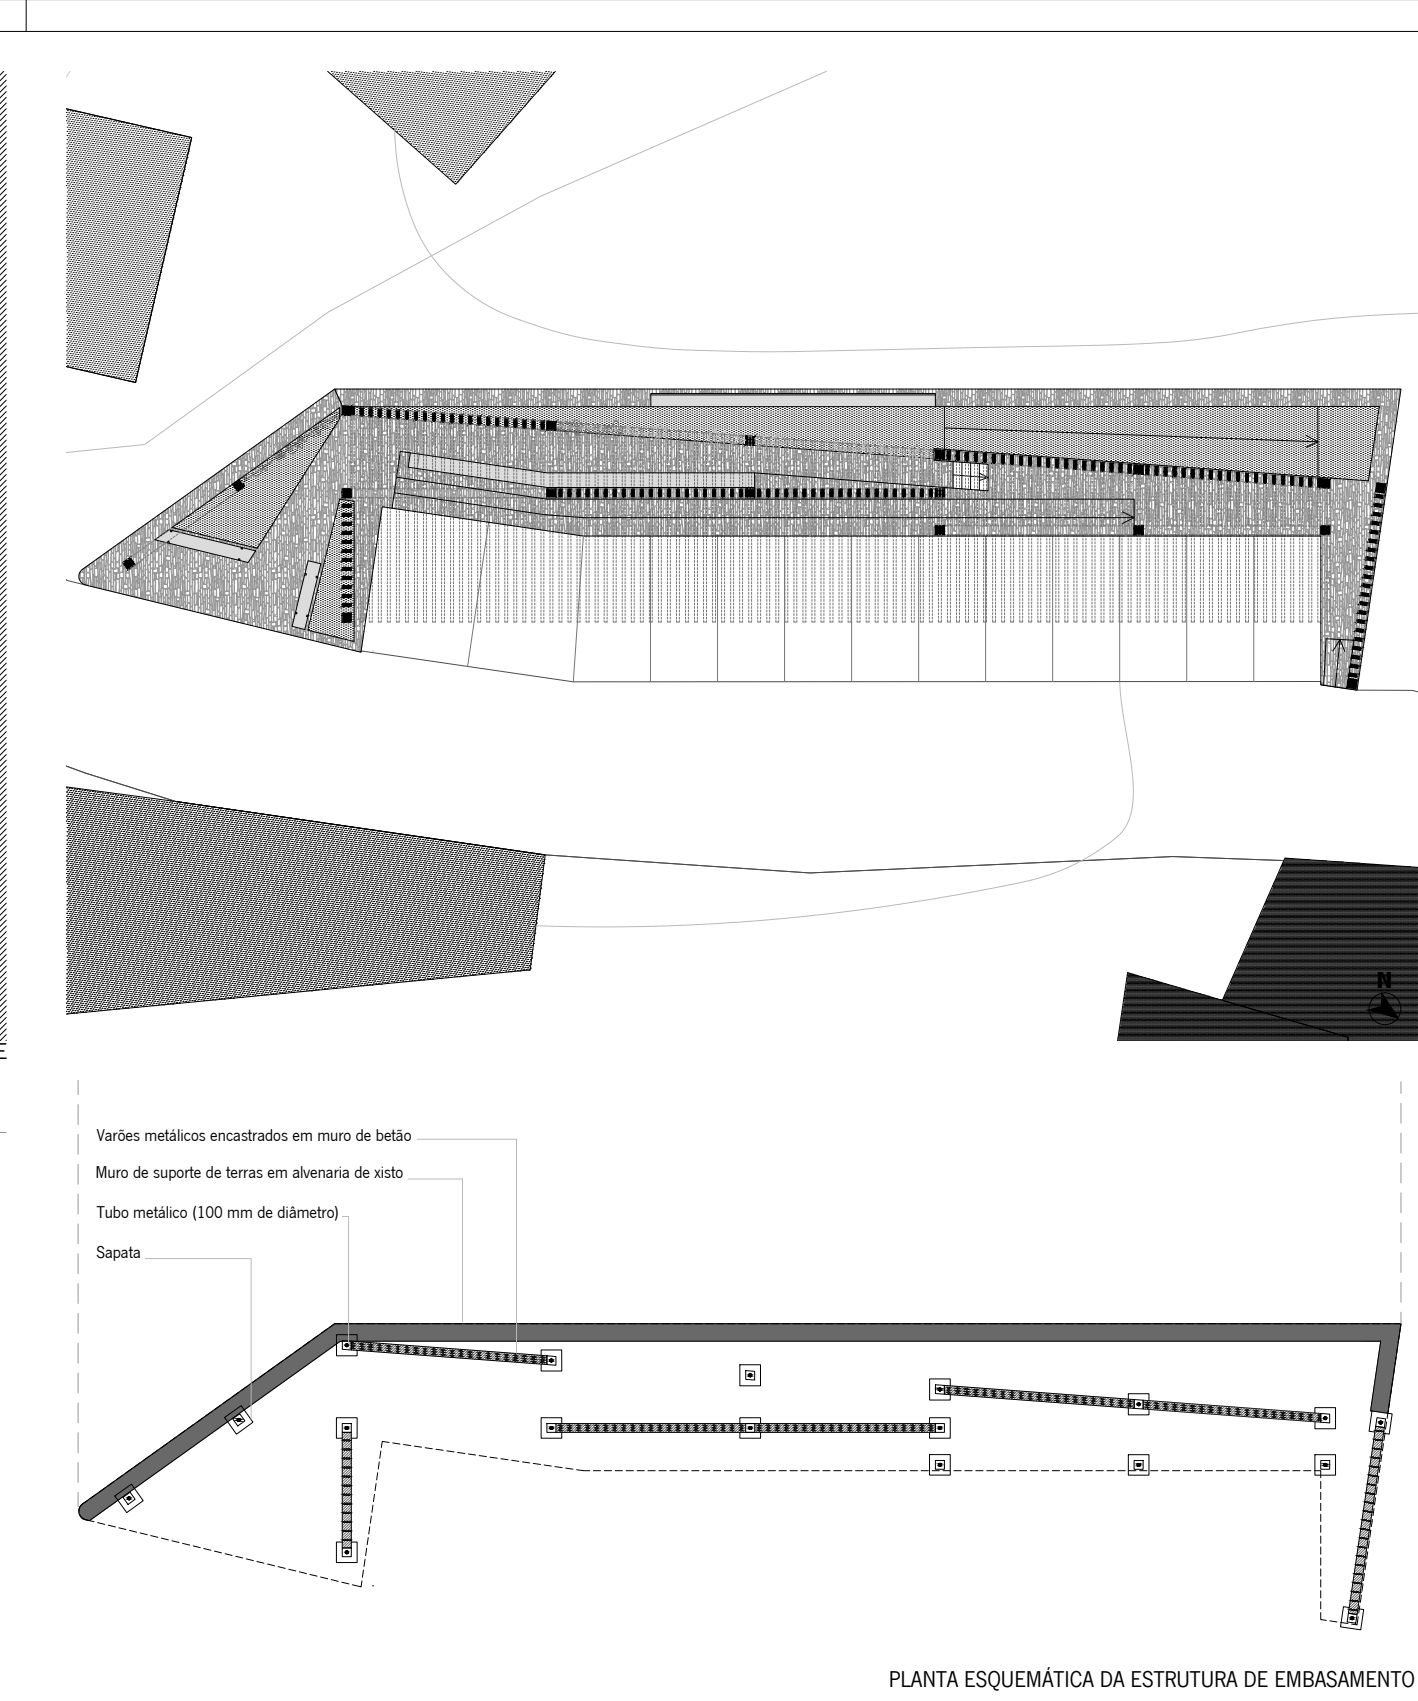 N
E
Varões metálicos encastrados em muro de betão
Muro de suporte de terras em alvenaria de xisto
Tubo metálico (100 mm de diâmetro)
Sapata
PLANTA ESQUEMÁTICA DA ESTRUTURA DE EMBASAMENTO